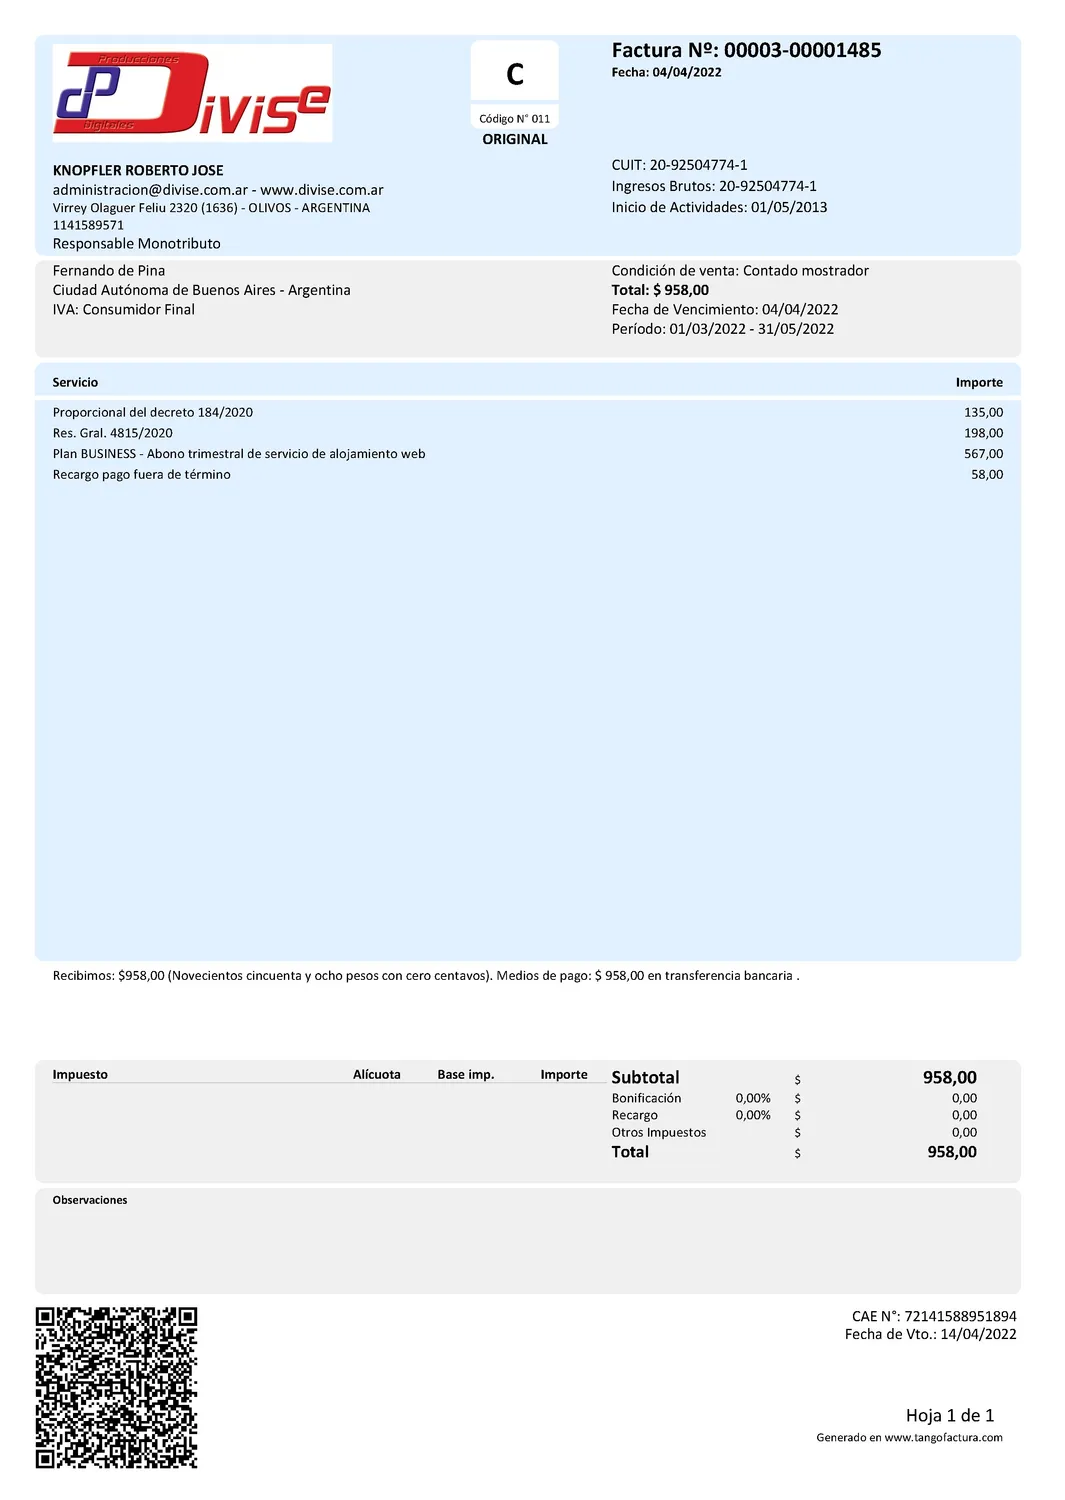 Producciones
dP Divise
Digitales
C
Código N° 011
ORIGINAL
Factura Nº: 00003-00001485
Fecha: 04/04/2022
KNOPFLER ROBERTO JOSE
administracion@divise.com.ar - www.divise.com.ar
Virrey Olaguer Feliu 2320 (1636) - OLIVOS - ARGENTINA
1141589571
Responsable Monotributo
CUIT: 20-92504774-1
Ingresos Brutos: 20-92504774-1
Inicio de Actividades: 01/05/2013
Fernando de Pina
Ciudad Autónoma de Buenos Aires - Argentina
IVA: Consumidor Final
Condición de venta: Contado mostrador
Total: $ 958,00
Fecha de Vencimiento: 04/04/2022
Período: 01/03/2022 - 31/05/2022
Servicio Importe
Proporcional del decreto 184/2020 135,00
Res. Gral. 4815/2020 198,00
Plan BUSINESS - Abono trimestral de servicio de alojamiento web 567,00
Recargo pago fuera de término 58,00
Recibimos: $958,00 (Novecientos cincuenta y ocho pesos con cero centavos). Medios de pago: $ 958,00 en transferencia bancaria .
Impuesto Alícuota Base imp. Importe
Subtotal $ 958,00
Bonificación 0,00% $ 0,00
Recargo 0,00% $ 0,00
Otros Impuestos $ 0,00
Total $ 958,00
Observaciones
CAE N°: 72141588951894
Fecha de Vto.: 14/04/2022
Hoja 1 de 1
Generado en www.tangofactura.com